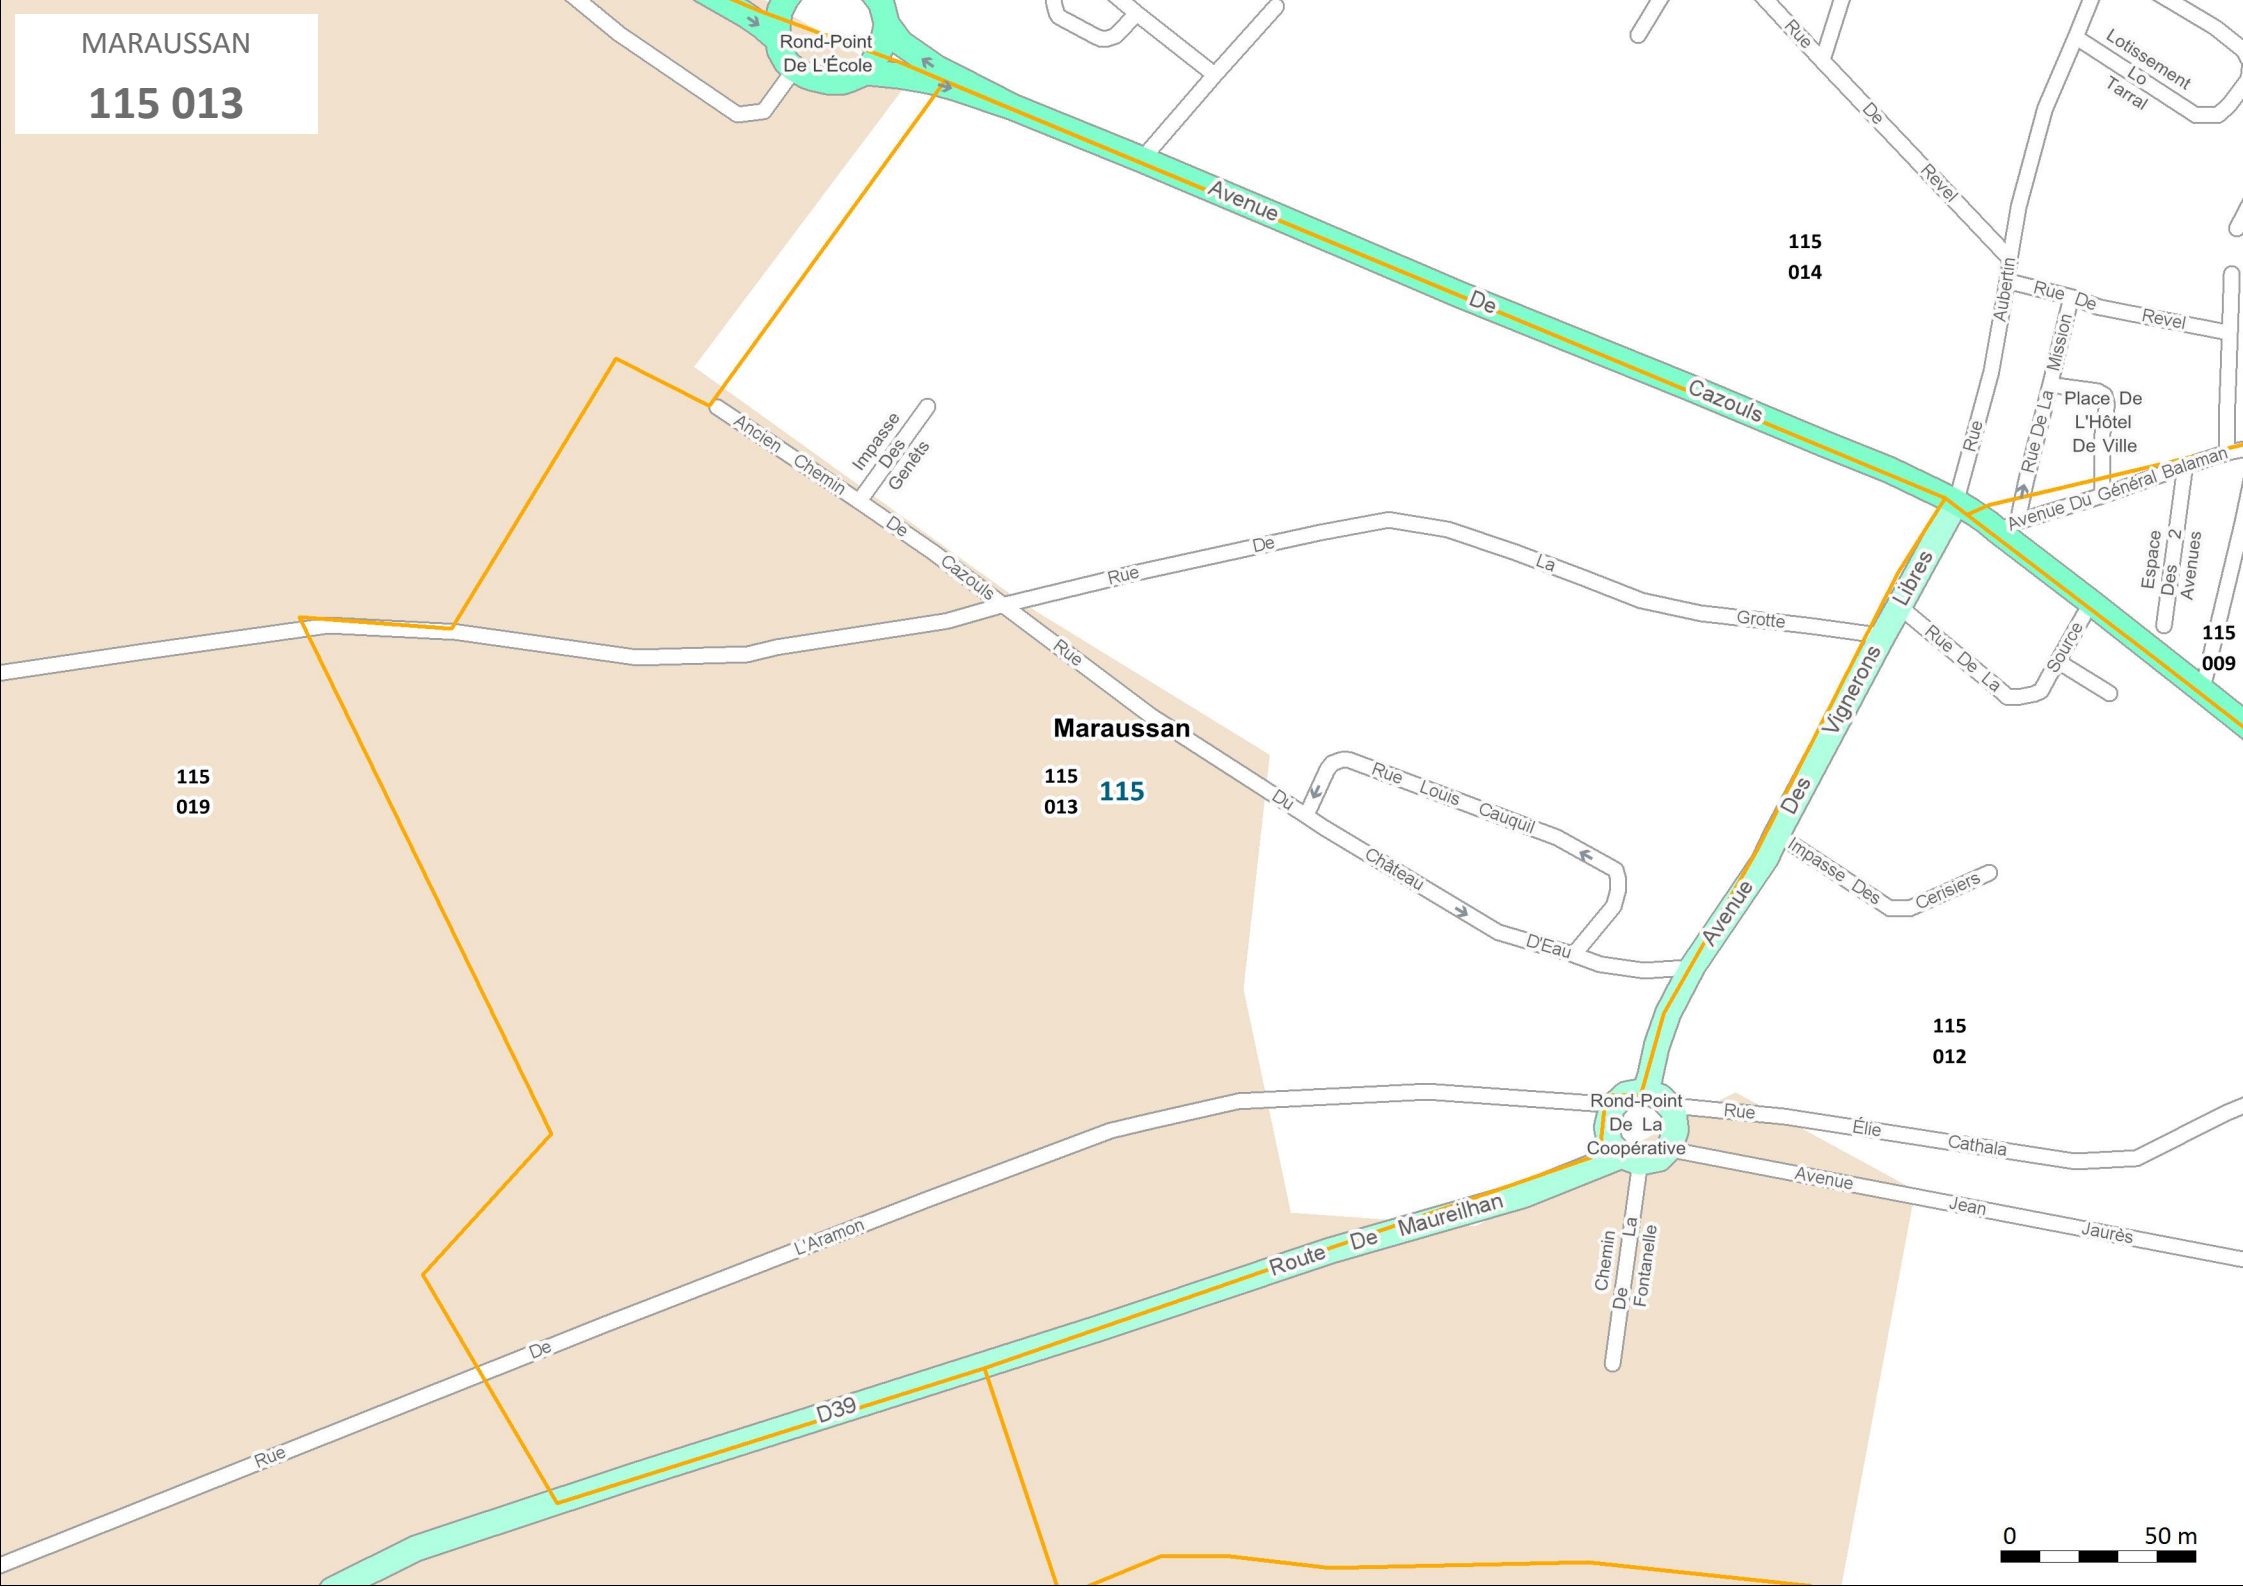 MARAUSSAN
115 013
Rond-Point
De L'École
Avenue De Cazouls
Rue De Revel
Lotissement
Lo
Tarral
115
014
Rue Aubertin
Rue De Revel
Rue De La Mission
Place De
L'Hôtel
De Ville
Avenue Du Général Balaman
Espace
Des 2
Avenues
115
009
Impasse
Des
Genêts
Ancien Chemin De Cazouls
Rue De La Grotte
Avenue Des Vignerons Libres
Rue De La Source
Rue Du Château D'Eau
Maraussan
115
019
115
013
115
Rue Louis Cauquil
Impasse Des Cerisiers
115
012
Rond-Point
De La
Coopérative
Rue Élie Cathala
Avenue Jean Jaurès
Chemin
De La
Fontanelle
Rue De L'Aramon
Route De Maureilhan
D39
0 50 m